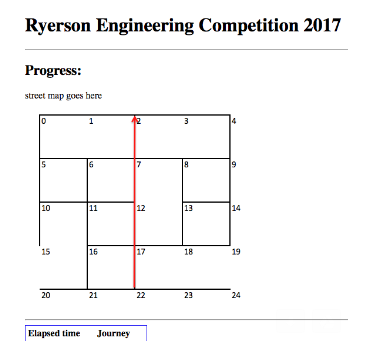 Ryerson Engineering Competition 2017
Progress:
street map goes here
0 1 2 3 4
5 6 7 8 9
10 11 12 13 14
15 16 17 18 19
20 21 22 23 24
Elapsed time Journey